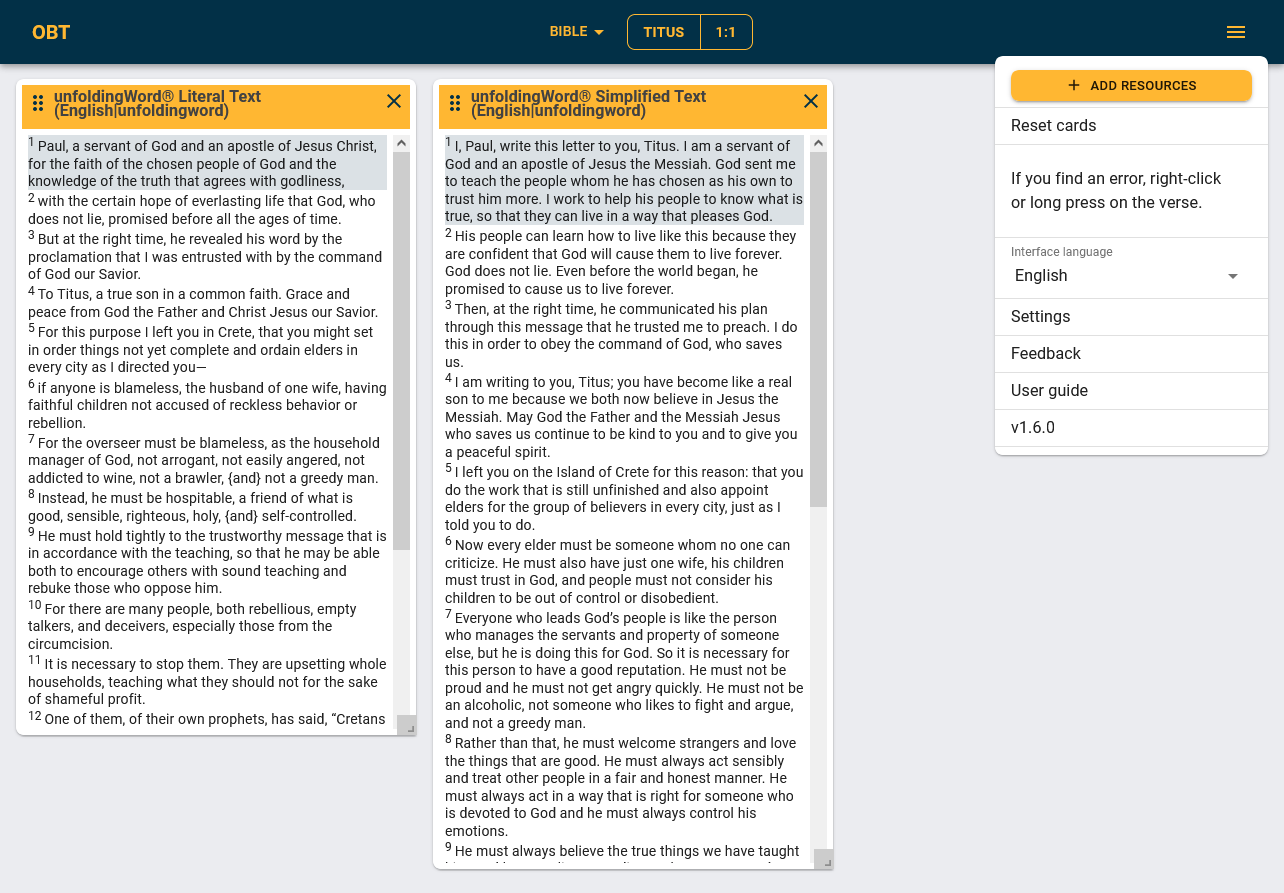 OBT
BIBLE
TITUS
1:1
unfoldingWord® Literal Text
(English|unfoldingword)
1 Paul, a servant of God and an apostle of Jesus Christ,
for the faith of the chosen people of God and the
knowledge of the truth that agrees with godliness,
2 with the certain hope of everlasting life that God, who
does not lie, promised before all the ages of time.
3 But at the right time, he revealed his word by the
proclamation that I was entrusted with by the command
of God our Savior.
4 To Titus, a true son in a common faith. Grace and
peace from God the Father and Christ Jesus our Savior.
5 For this purpose I left you in Crete, that you might set
in order things not yet complete and ordain elders in
every city as I directed you—
6 if anyone is blameless, the husband of one wife, having
faithful children not accused of reckless behavior or
rebellion.
7 For the overseer must be blameless, as the household
manager of God, not arrogant, not easily angered, not
addicted to wine, not a brawler, {and} not a greedy man.
8 Instead, he must be hospitable, a friend of what is
good, sensible, righteous, holy, {and} self-controlled.
9 He must hold tightly to the trustworthy message that is
in accordance with the teaching, so that he may be able
both to encourage others with sound teaching and
rebuke those who oppose him.
10 For there are many people, both rebellious, empty
talkers, and deceivers, especially those from the
circumcision.
11 It is necessary to stop them. They are upsetting whole
households, teaching what they should not for the sake
of shameful profit.
12 One of them, of their own prophets, has said, “Cretans
unfoldingWord® Simplified Text
(English|unfoldingword)
1 I, Paul, write this letter to you, Titus. I am a servant of
God and an apostle of Jesus the Messiah. God sent me
to teach the people whom he has chosen as his own to
trust him more. I work to help his people to know what is
true, so that they can live in a way that pleases God.
2 His people can learn how to live like this because they
are confident that God will cause them to live forever.
God does not lie. Even before the world began, he
promised to cause us to live forever.
3 Then, at the right time, he communicated his plan
through this message that he trusted me to preach. I do
this in order to obey the command of God, who saves
us.
4 I am writing to you, Titus; you have become like a real
son to me because we both now believe in Jesus the
Messiah. May God the Father and the Messiah Jesus
who saves us continue to be kind to you and to give you
a peaceful spirit.
5 I left you on the Island of Crete for this reason: that you
do the work that is still unfinished and also appoint
elders for the group of believers in every city, just as I
told you to do.
6 Now every elder must be someone whom no one can
criticize. He must also have just one wife, his children
must trust in God, and people must not consider his
children to be out of control or disobedient.
7 Everyone who leads God’s people is like the person
who manages the servants and property of someone
else, but he is doing this for God. So it is necessary for
this person to have a good reputation. He must not be
proud and he must not get angry quickly. He must not be
an alcoholic, not someone who likes to fight and argue,
and not a greedy man.
8 Rather than that, he must welcome strangers and love
the things that are good. He must always act sensibly
and treat other people in a fair and honest manner. He
must always act in a way that is right for someone who
is devoted to God and he must always control his
emotions.
9 He must always believe the true things we have taught
ADD RESOURCES
Reset cards
If you find an error, right-click
or long press on the verse.
Interface language
English
Settings
Feedback
User guide
v1.6.0